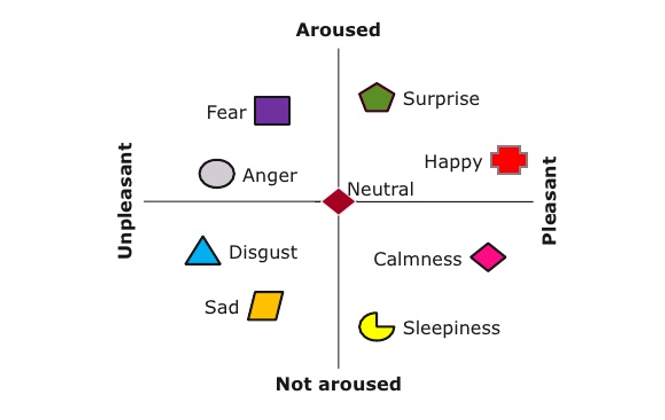 Aroused
Fear
Surprise
Happy
Anger
Neutral
Unpleasant
Pleasant
Disgust
Calmness
Sad
Sleepiness
Not aroused